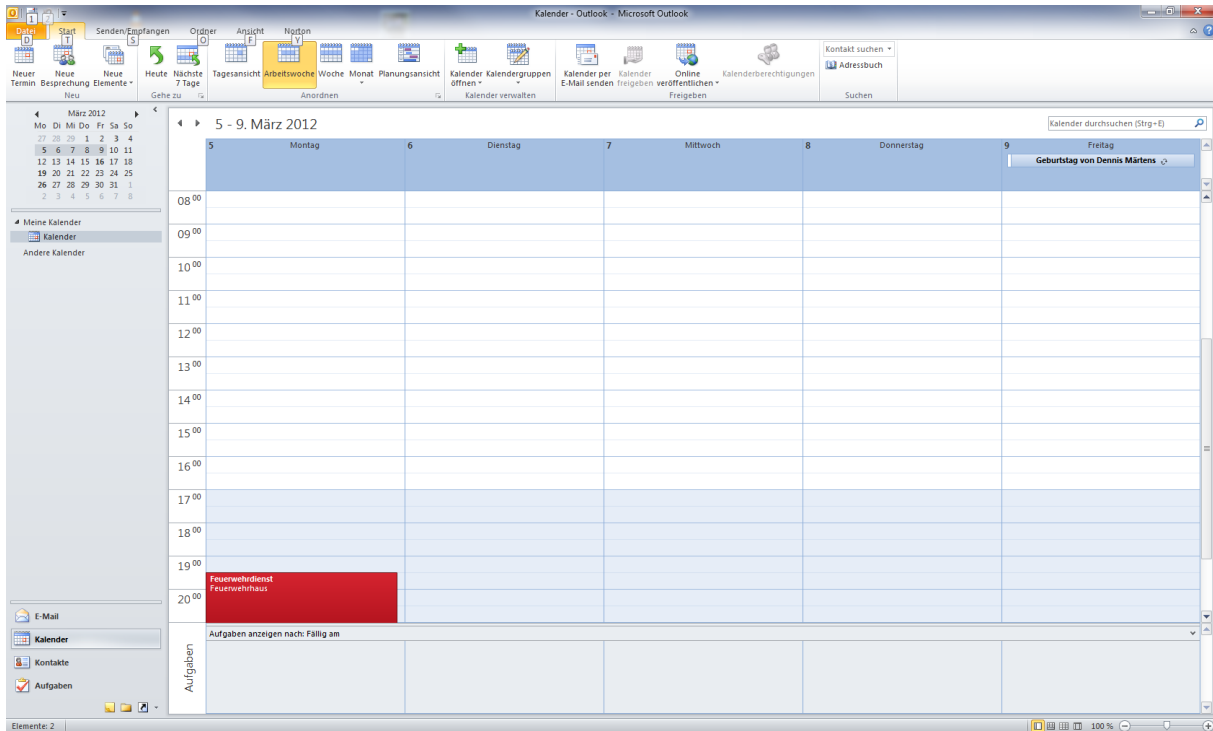 Kalender - Outlook - Microsoft Outlook
1 2
Datei Start Senden/Empfangen Ordner Ansicht Norton
D T S O F Y
Neuer Termin
Neue Besprechung
Neue Elemente
Neu
Heute
Nächste 7 Tage
Gehe zu
Tagesansicht Arbeitswoche Woche Monat Planungsansicht
Anordnen
Kalender öffnen
Kalendergruppen
Kalender verwalten
Kalender per E-Mail senden
Kalender freigeben
Online veröffentlichen
Kalenderberechtigungen
Freigeben
Kontakt suchen
Adressbuch
Suchen
März 2012
Mo Di Mi Do Fr Sa So
27 28 29 1 2 3 4
5 6 7 8 9 10 11
12 13 14 15 16 17 18
19 20 21 22 23 24 25
26 27 28 29 30 31 1
2 3 4 5 6 7 8
Meine Kalender
Kalender
Andere Kalender
E-Mail
Kalender
Kontakte
Aufgaben
5 - 9. März 2012
Kalender durchsuchen (Strg+E)
5 Montag 6 Dienstag 7 Mittwoch 8 Donnerstag 9 Freitag
Geburtstag von Dennis Märtens
08 00
09 00
10 00
11 00
12 00
13 00
14 00
15 00
16 00
17 00
18 00
19 00
Feuerwehrdienst
Feuerwehrhaus
20 00
Aufgaben anzeigen nach: Fällig am
Aufgaben
Elemente: 2
100 %